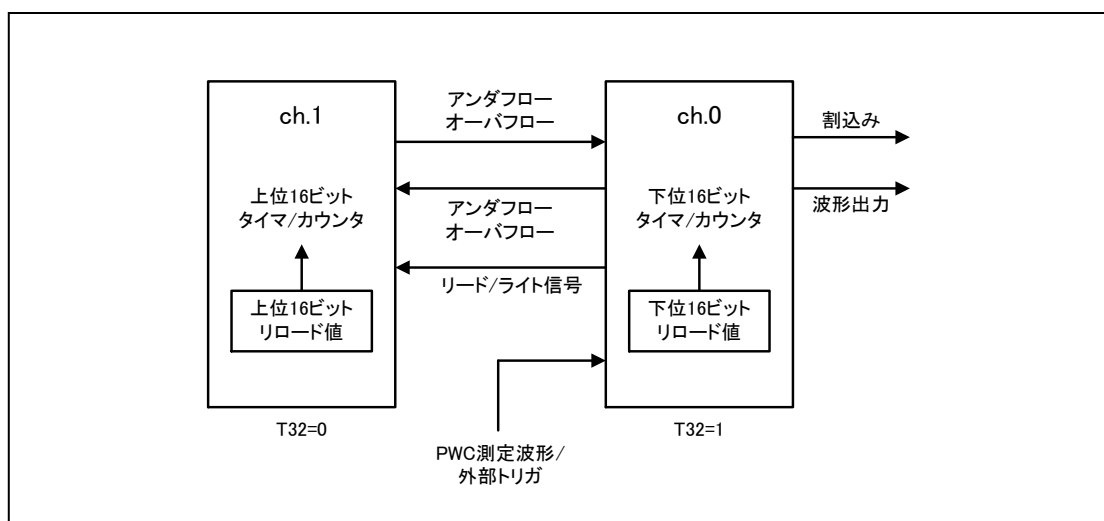 ch.1
上位16ビット
タイマ/カウンタ
上位16ビット
リロード値
T32=0
アンダフロー
オーバフロー
アンダフロー
オーバフロー
リード/ライト信号
PWC測定波形/
外部トリガ
ch.0
下位16ビット
タイマ/カウンタ
下位16ビット
リロード値
T32=1
割込み
波形出力